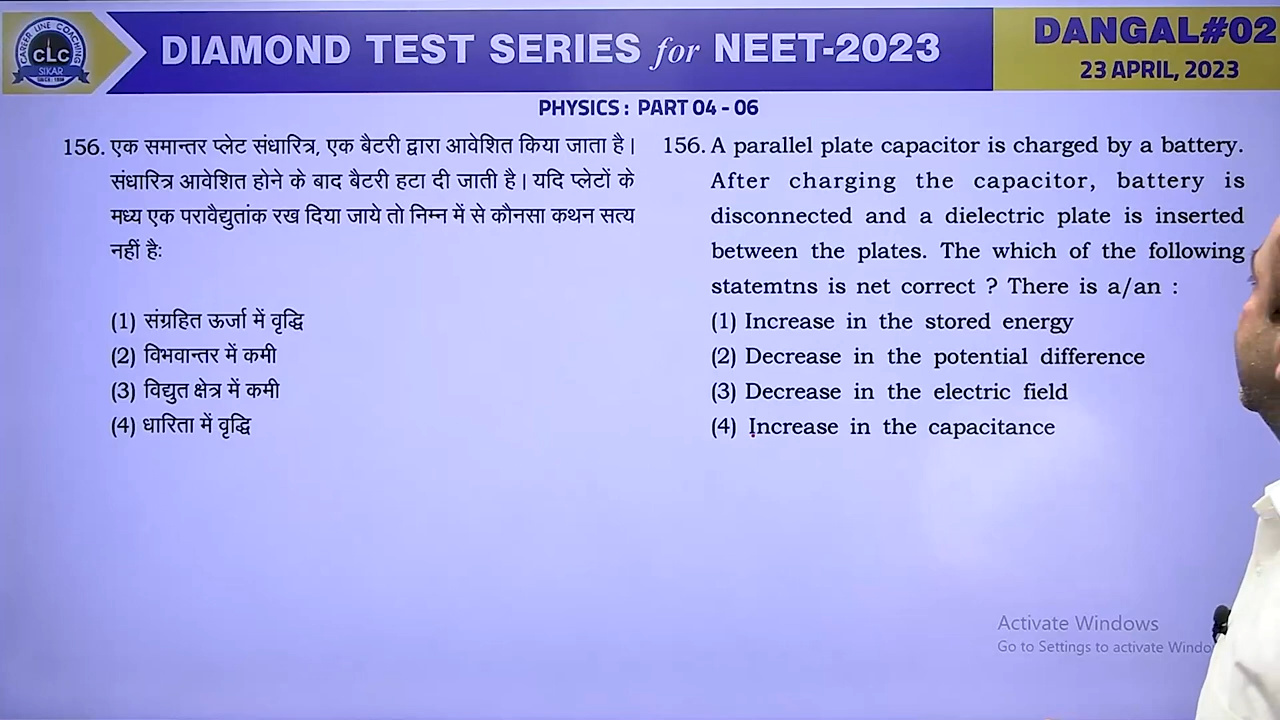 CAREER LINE COACHING
CLC
SIKAR
DIAMOND TEST SERIES for NEET-2023
DANGAL#02
23 APRIL, 2023
PHYSICS : PART 04 - 06
156. एक समान्तर प्लेट संधारित्र, एक बैटरी द्वारा आवेशित किया जाता है।
संधारित्र आवेशित होने के बाद बैटरी हटा दी जाती है। यदि प्लेटों के
मध्य एक परावैद्युतांक रख दिया जाये तो निम्न में से कौनसा कथन सत्य
नहीं है:
(1) संग्रहित ऊर्जा में वृद्धि
(2) विभवान्तर में कमी
(3) विद्युत क्षेत्र में कमी
(4) धारिता में वृद्धि
156. A parallel plate capacitor is charged by a battery.
After charging the capacitor, battery is
disconnected and a dielectric plate is inserted
between the plates. The which of the following
statemtns is net correct ? There is a/an :
(1) Increase in the stored energy
(2) Decrease in the potential difference
(3) Decrease in the electric field
(4) Increase in the capacitance
Activate Windows
Go to Settings to activate Windo